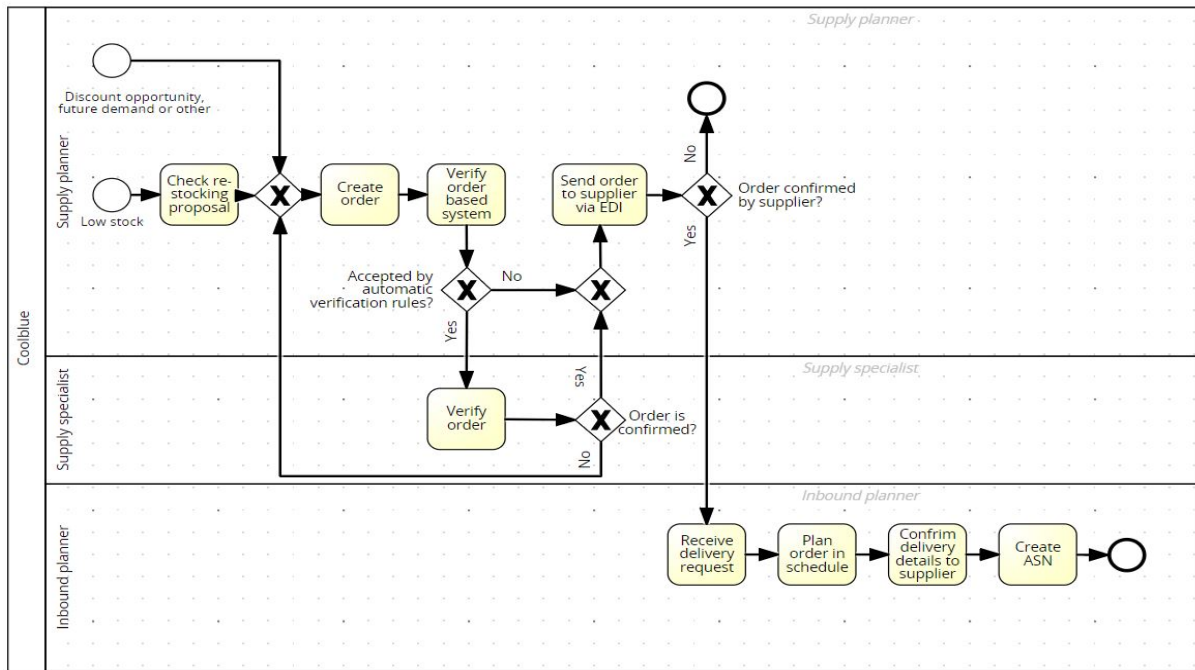 Supply planner
Discount opportunity,
future demand or other
Coolblue
Supply planner
Low stock
Check re-
stocking
proposal
X
Create
order
Verify
order
based
system
Send order
to supplier
via EDI
No
X
Order confirmed
by supplier?
Yes
Accepted by
automatic
verification rules?
X
No
X
Yes
Supply specialist
Supply specialist
Verify
order
Yes
X
Order is
confirmed?
No
Inbound planner
Inbound planner
Receive
delivery
request
Plan
order in
schedule
Confrim
delivery
details to
supplier
Create
ASN